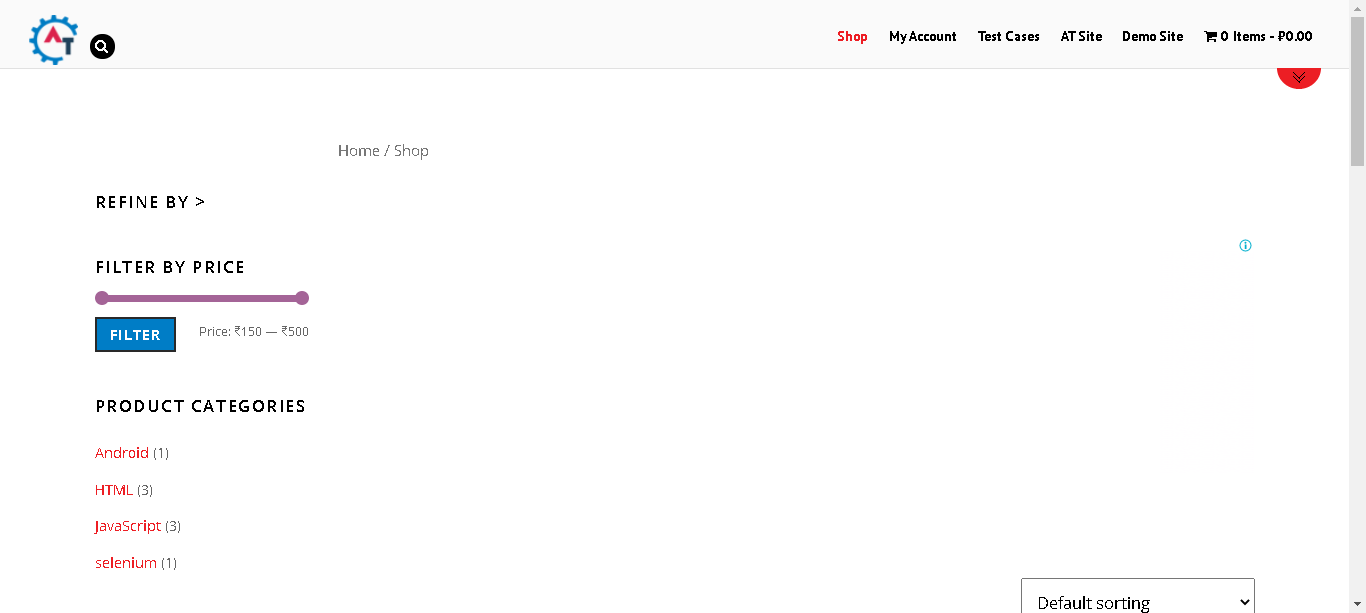 AT
Shop My Account Test Cases AT Site Demo Site 0 Items - ₹0.00
Home / Shop
REFINE BY >
FILTER BY PRICE
FILTER Price: ₹150 — ₹500
PRODUCT CATEGORIES
Android (1)
HTML (3)
JavaScript (3)
selenium (1)
Default sorting